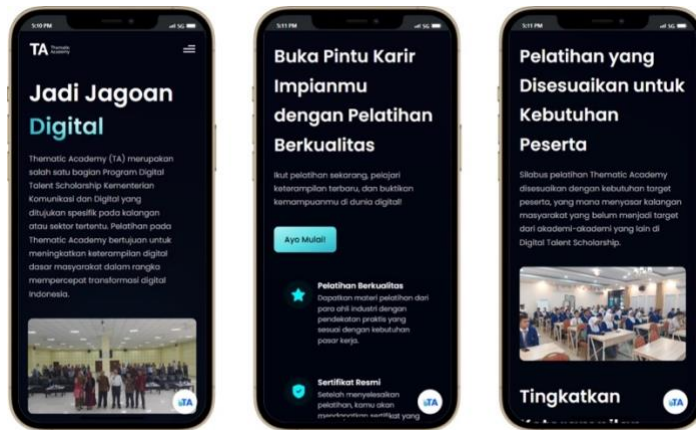 5:10 PM
5G
TA Thematic
Academy
Jadi Jagoan
Digital
Thematic Academy (TA) merupakan
salah satu bagian Program Digital
Talent Scholarship Kementerian
Komunikasi dan Digital yang
ditujukan spesifik pada kalangan
atau sektor tertentu. Pelatihan pada
Thematic Academy bertujuan untuk
meningkatkan keterampilan digital
dasar masyarakat dalam rangka
mempercepat transformasi digital
Indonesia.
TA
5:11 PM
5G
Buka Pintu Karir
Impianmu
dengan Pelatihan
Berkualitas
Ikut pelatihan sekarang, pelajari
keterampilan terbaru, dan buktikan
kemampuanmu di dunia digital!
Ayo Mulai!
Pelatihan Berkualitas
Dapatkan materi pelatihan dari
para ahli industri dengan
pendekatan praktis yang
sesuai dengan kebutuhan
pasar kerja.
Sertifikat Resmi
Setelah menyelesaikan
pelatihan, kamu akan
mendapatkan sertifikat yang
TA
5:11 PM
5G
Pelatihan yang
Disesuaikan untuk
Kebutuhan
Peserta
Silabus pelatihan Thematic Academy
disesuaikan dengan kebutuhan target
peserta, yang mana menyasar kalangan
masyarakat yang belum menjadi target
dari akademi-akademi yang lain di
Digital Talent Scholarship.
Tingkatkan
TA